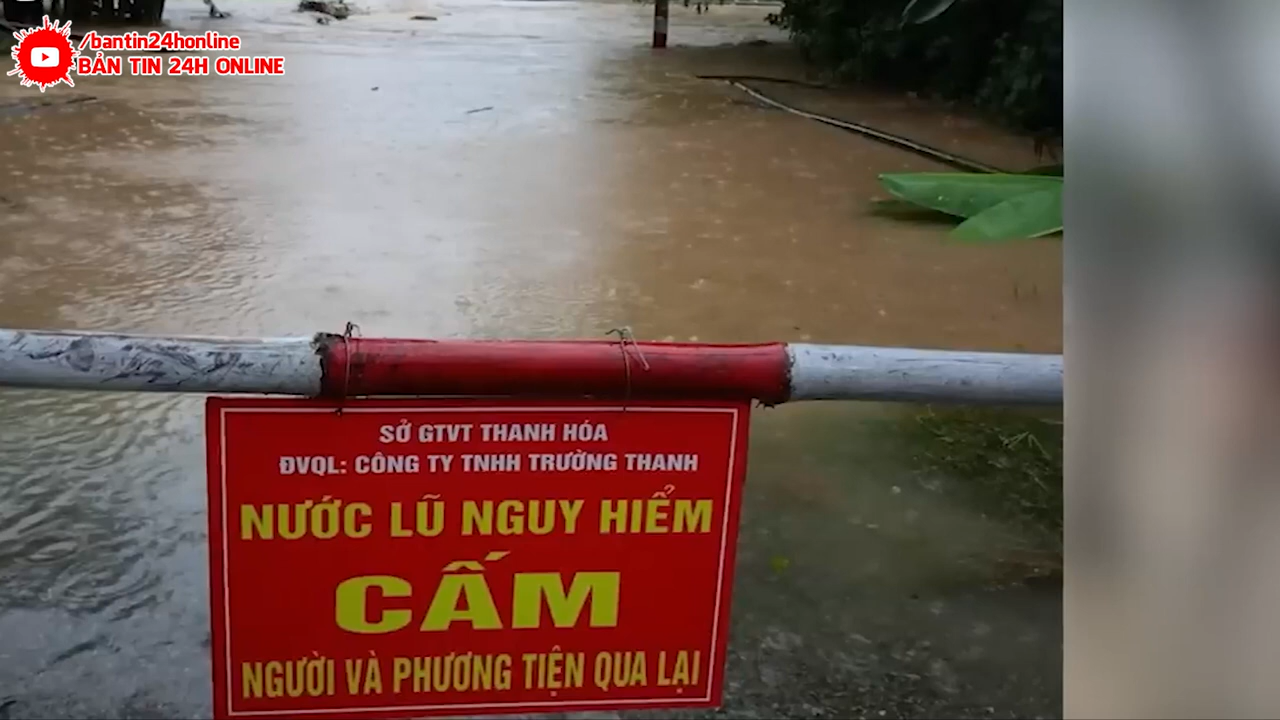 /bantin24honline
BẢN TIN 24H ONLINE
SỞ GTVT THANH HÓA
ĐVQL: CÔNG TY TNHH TRƯỜNG THANH
NƯỚC LŨ NGUY HIỂM
CẤM
NGƯỜI VÀ PHƯƠNG TIỆN QUA LẠI